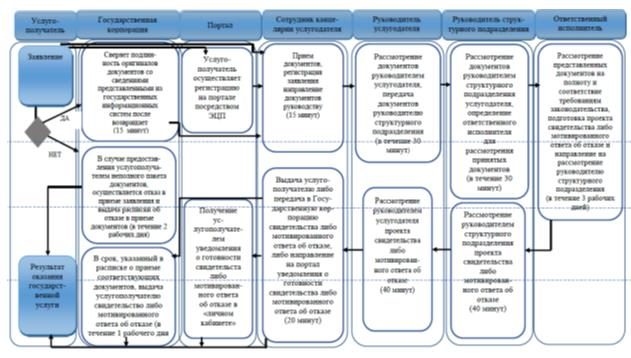 Услуго-
получатель
Государственная
корпорация
Портал
Сотрудник канце-
лярии услугодателя
Руководитель
услугодателя
Руководитель струк-
турного подразделения
Ответственный
исполнитель
Заявление
ДА
НЕТ
Результат
оказания
государст-
венной
услуги
Сверяет подлин-
ность оригиналов
документов со
сведениями
представленными из
государственных
информационных
систем после
возвращает
(15 минут)
В случае предостав-
ления услугополуча-
телем неполного пакета
документов,
осуществляется отказ в
приеме заявления и
выдача расписки об
отказе в приеме
документов (в течение 2
рабочих дня)
В срок, указанный в
расписке о приеме
соответствующих
документов, выдача
услугополучателю
свидетельство либо
мотивированного
ответа об отказе (в
течение 1 рабочего дня
Услуго-
получатель
осуществляет
регистрацию
на портале
посредством
ЭЦП
Получение
ус-
лугополучате-
лем
уведомления
о готовности
свидетельств
либо
мотивирован-
ного ответа об
отказе в
«личном
кабинете»
Прием
документов,
регистрация
заявления
направление
документов
руководству
(15 минут)
Выдача услуго-
получателю либо
передача в Госу-
дарственную кор-
порацию
свидетельства либо
мотивированного
ответа об отказе,
либо направление
на портал
уведомления о
готовности
свидетельства либо
мотивированного
ответа об отказе
(20 минут)
Рассмотрение
документов
руководителем
услугодателя,
передача
документов
руководителю
структурного
подразделения
(в течение 30
минут)
Рассмотрение
руководителем
услугодателя
проекта
свидетельства
либо
мотивирован-
ного ответа об
отказе
(40 минут)
Рассмотрение
документов
руководителем
структурного
подразделения
услугодателя,
определение
ответственного
исполнителя
для
рассмотрения
принятых
документов
(в течение 30
минут)
Рассмотрение
руководителем
структурного
подразделения
проекта
свидетельства
либо
мотивирован-
ного ответа об
отказе
(40 минут)
Рассмотрение
представленных
документов на
полноту и
соответствие
требованиям
законодательства,
подготовка проекта
свидетельства либо
мотивированного
ответа об отказе и
направление на
рассмотрение
руководителю
структурного
подразделения
(в течение 3 рабочих
дней)